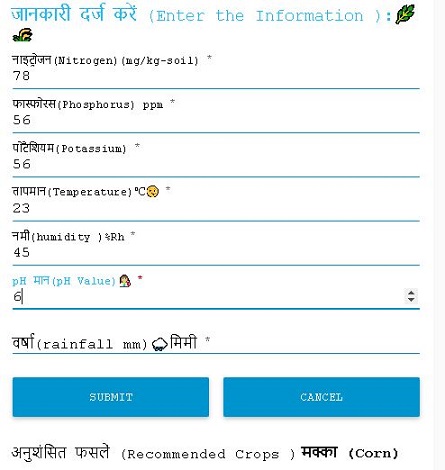 जानकारी दर्ज करें (Enter the Information ):
नाइट्रोजन(Nitrogen)(mg/kg-soil) *
78
फास्फोरस(Phosphorus) ppm *
56
पोटैशियम(Potassium) *
56
तापमान(Temperature)°C *
23
नमी(humidity )%Rh *
45
pH मान(pH Value) *
6
वर्षा(rainfall mm) मिमी *
SUBMIT CANCEL
अनुशंसित फसलें (Recommended Crops ) मक्का (Corn)